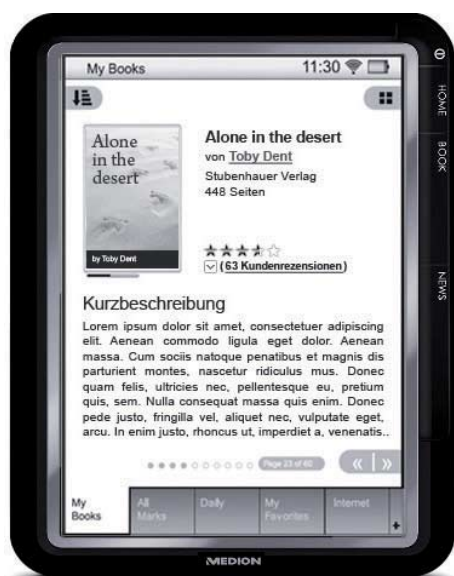 My Books 11:30
Alone
in the
desert
by Toby Dent
Alone in the desert
von Toby Dent
Stubenhauer Verlag
448 Seiten
(63 Kundenrezensionen)
Kurzbeschreibung
Lorem ipsum dolor sit amet, consectetuer adipiscing
elit. Aenean commodo ligula eget dolor. Aenean
massa. Cum sociis natoque penatibus et magnis dis
parturient montes, nascetur ridiculus mus. Donec
quam felis, ultricies nec, pellentesque eu, pretium
quis, sem. Nulla consequat massa quis enim. Donec
pede justo, fringilla vel, aliquet nec, vulputate eget,
arcu. In enim justo, rhoncus ut, imperdiet a, venenatis..
Page 23 of 62 « | »
My
Books
All
Marks
Daily
My
Favorites
Internet
+
MEDION
HOME
BOOK
NEWS